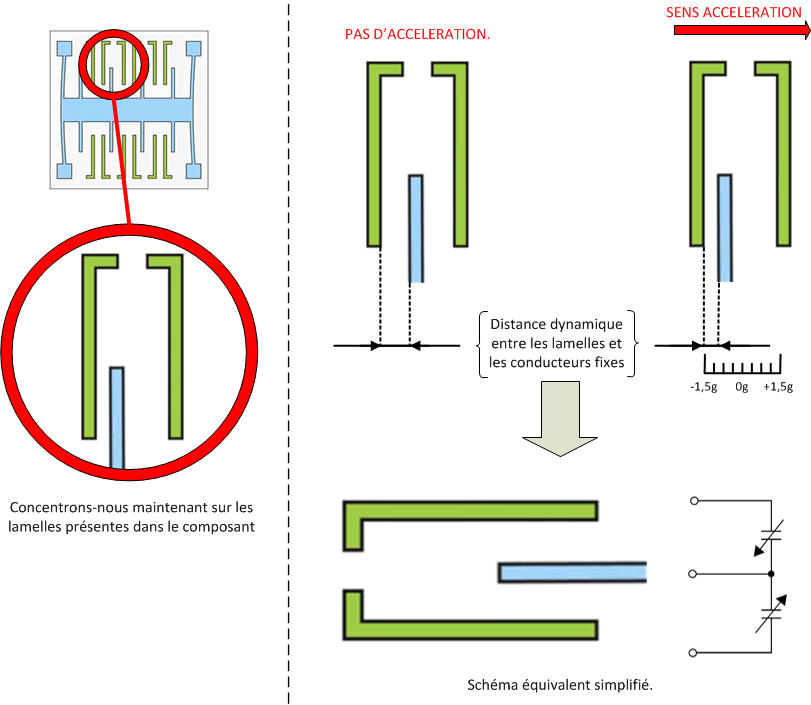 PAS D'ACCELERATION.
SENS ACCELERATION
Distance dynamique
entre les lamelles et
les conducteurs fixes
-1,5g 0g +1,5g
Concentrons-nous maintenant sur les
lamelles présentes dans le composant
Schéma équivalent simplifié.